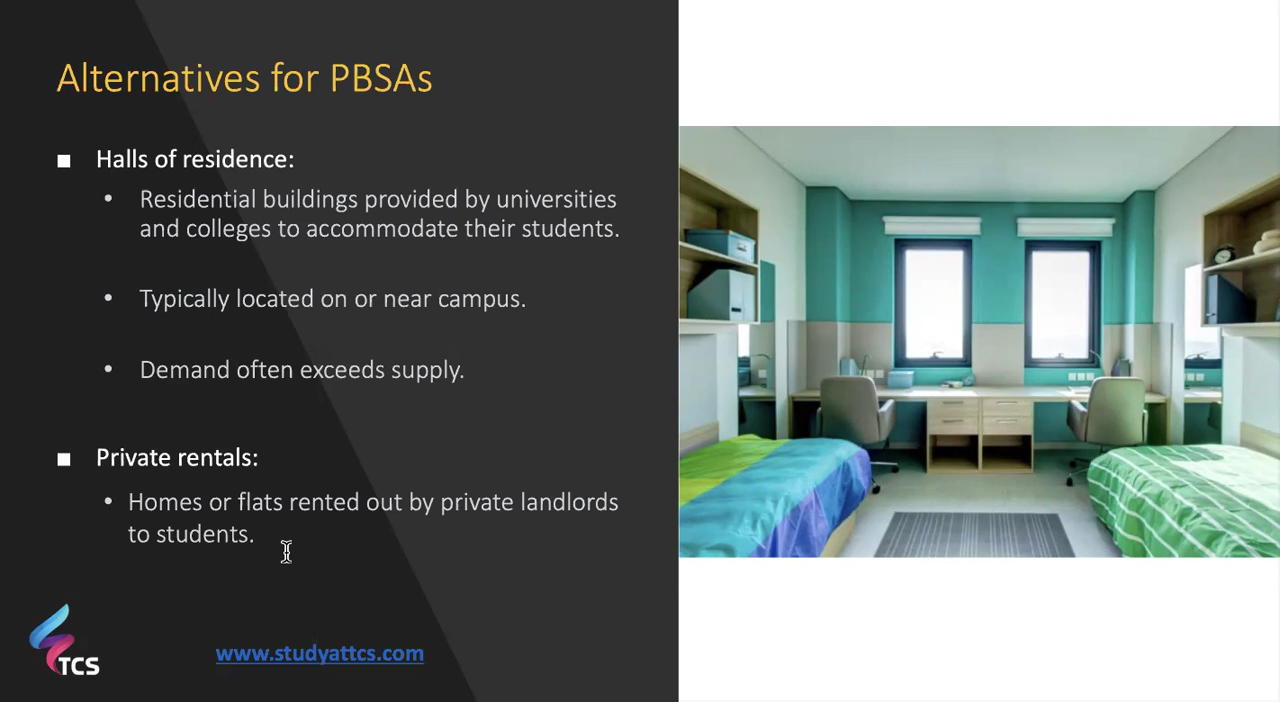 Alternatives for PBSAs
■ Halls of residence:
• Residential buildings provided by universities
and colleges to accommodate their students.
• Typically located on or near campus.
• Demand often exceeds supply.
■ Private rentals:
• Homes or flats rented out by private landlords
to students.
TCS
www.studyattcs.com